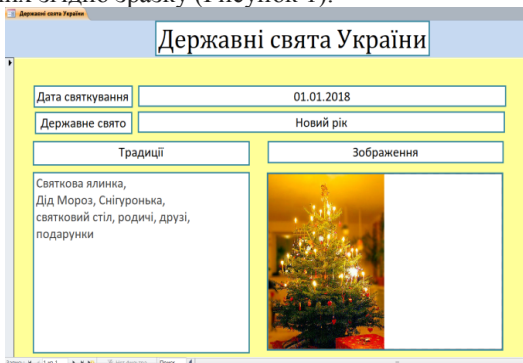 згідно зразку (Рисунок 1).
Державні свята України
Державні свята України
Дата святкування
01.01.2018
Державне свято
Новий рік
Традиції
Зображення
Святкова ялинка,
Дід Мороз, Снігуронька,
святковий стіл, родичі, друзі,
подарунки